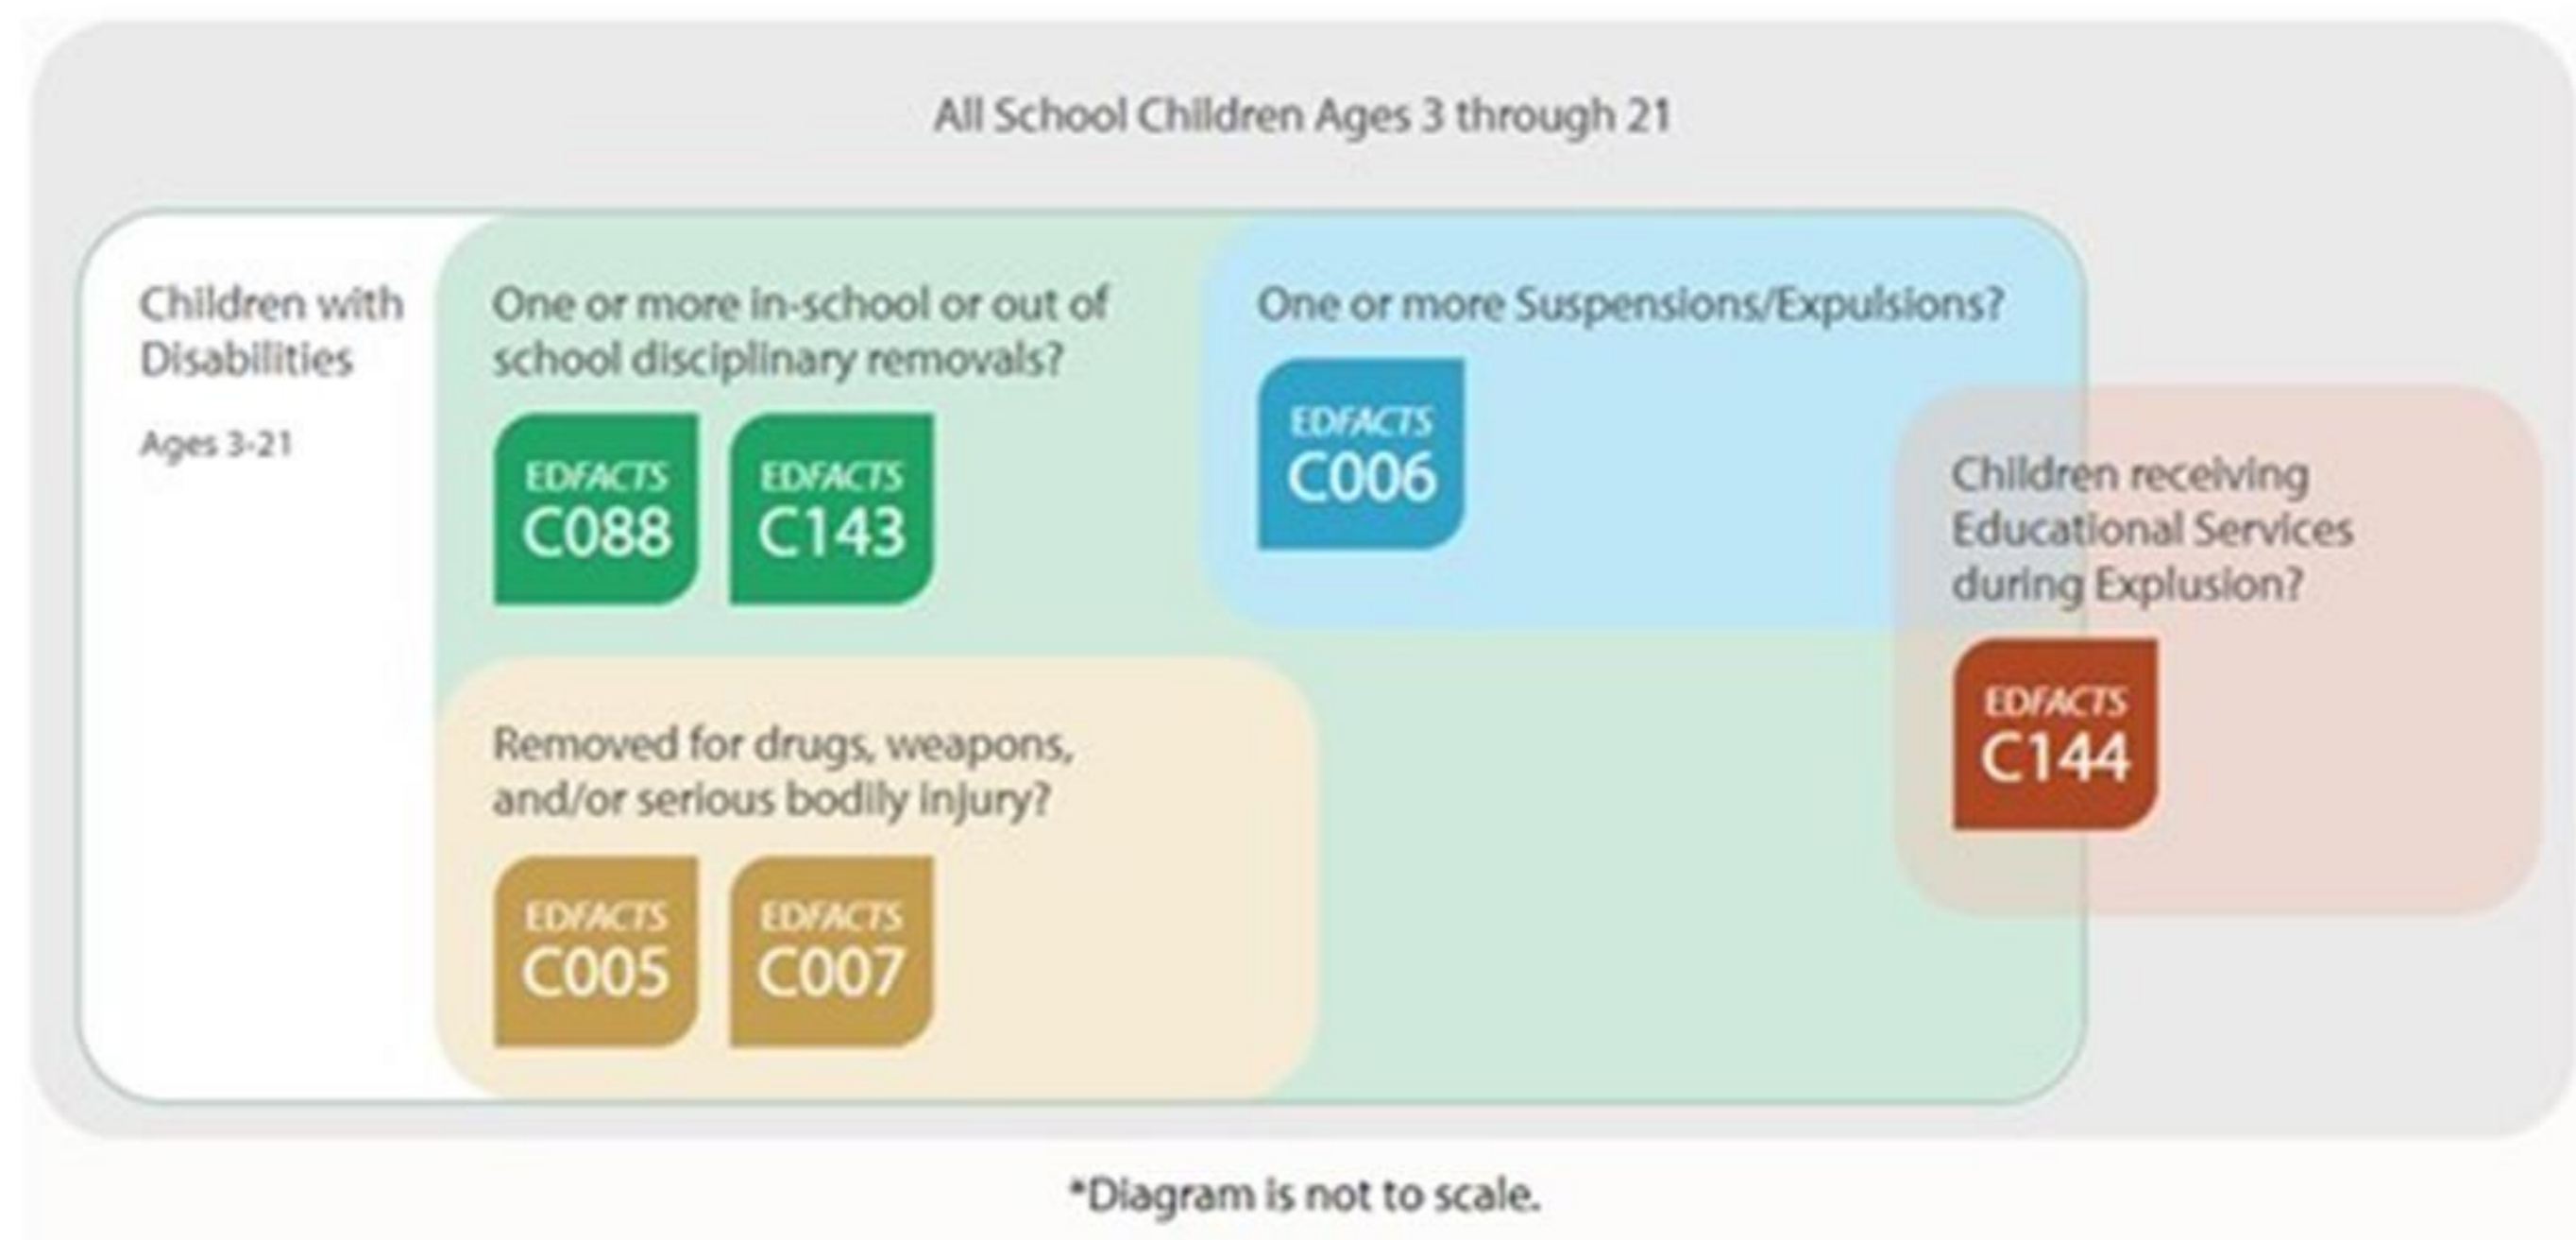 All School Children Ages 3 through 21
Children with
Disabilities
Ages 3-21
One or more in-school or out of
school disciplinary removals?
EDFACTS
C088
EDFACTS
C143
One or more Suspensions/Expulsions?
EDFACTS
C006
Children receiving
Educational Services
during Explusion?
EDFACTS
C144
Removed for drugs, weapons,
and/or serious bodily injury?
EDFACTS
C005
EDFACTS
C007
*Diagram is not to scale.